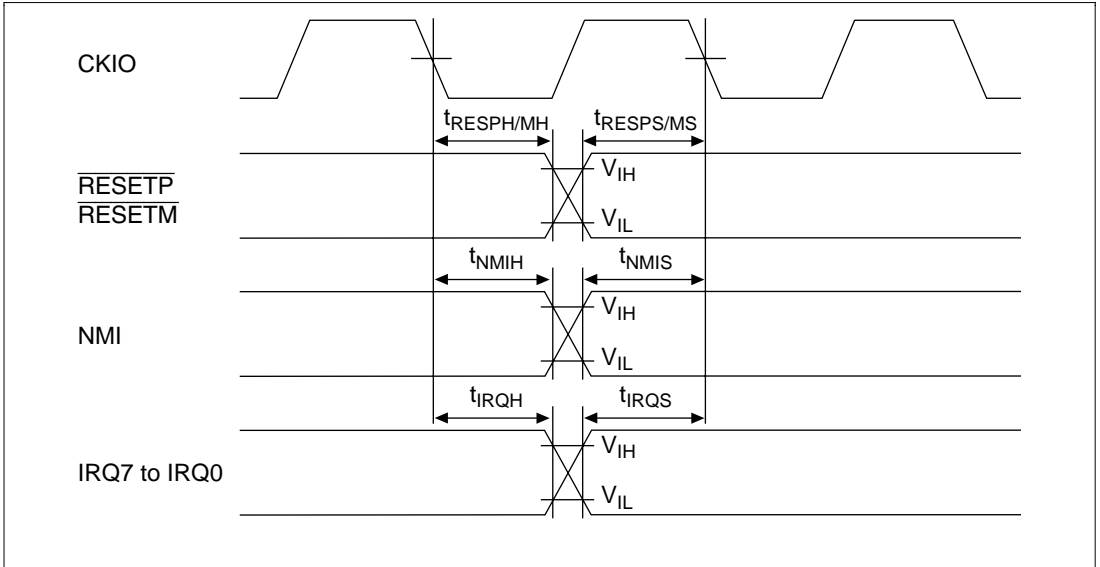 CKIO
tRESPH/MH tRESPS/MS
RESETP
RESETM
VIH
VIL
tNMIH tNMIS
NMI
VIH
VIL
tIRQH tIRQS
IRQ7 to IRQ0
VIH
VIL